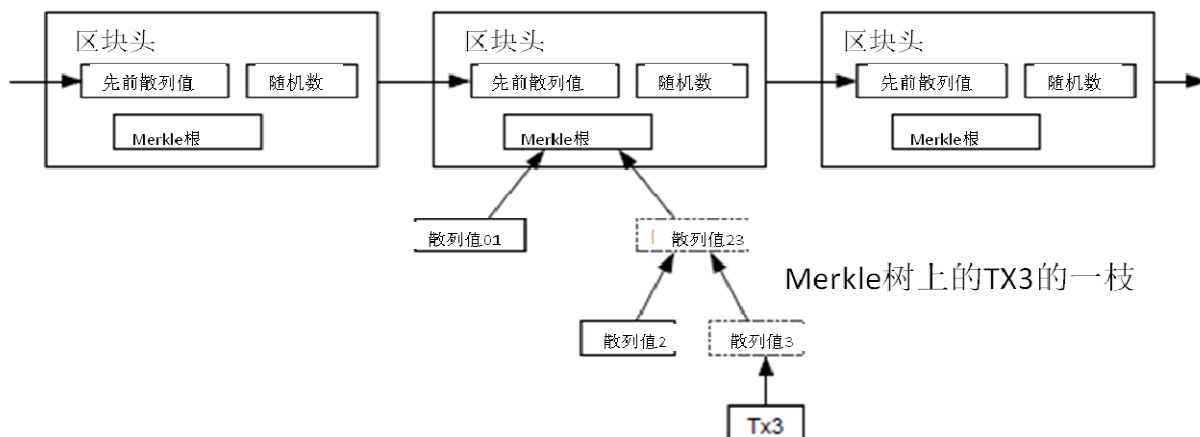 区块头
先前散列值 随机数
Merkle根
区块头
先前散列值 随机数
Merkle根
区块头
先前散列值 随机数
Merkle根
散列值01
散列值23
Merkle树上的TX3的一枝
散列值2
散列值3
Tx3